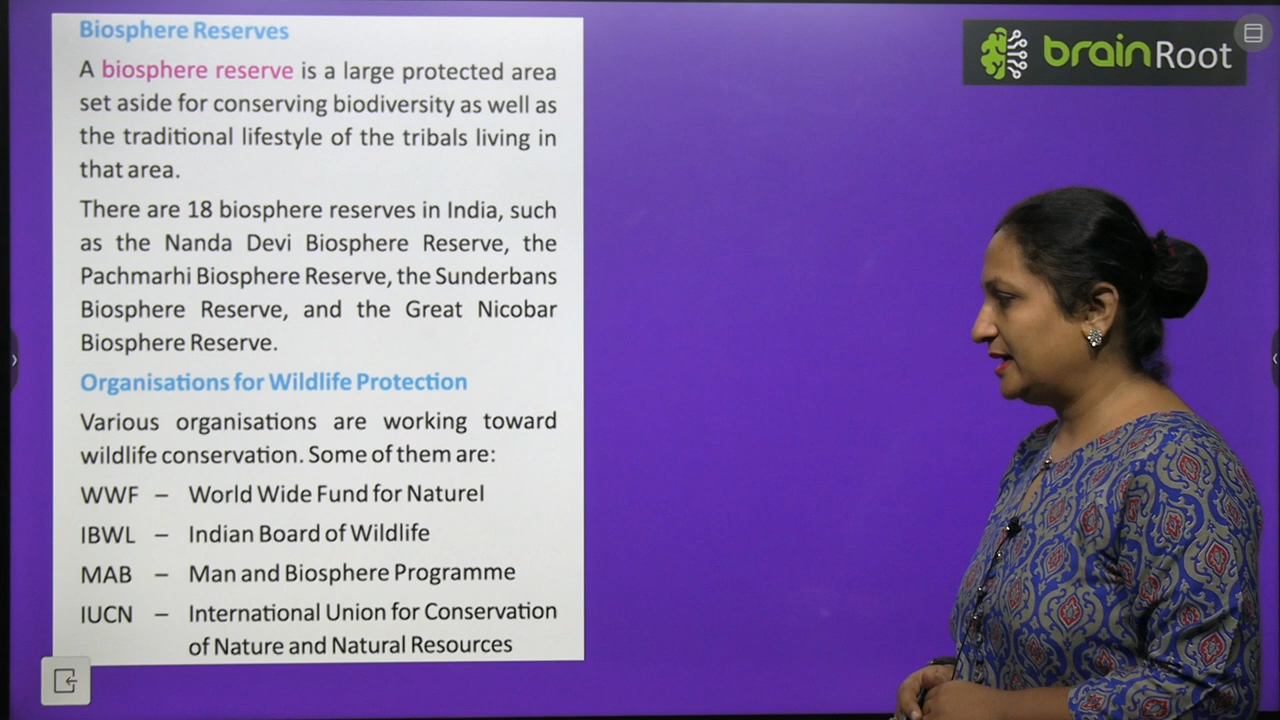 Biosphere Reserves
A biosphere reserve is a large protected area
set aside for conserving biodiversity as well as
the traditional lifestyle of the tribals living in
that area.
There are 18 biosphere reserves in India, such
as the Nanda Devi Biosphere Reserve, the
Pachmarhi Biosphere Reserve, the Sunderbans
Biosphere Reserve, and the Great Nicobar
Biosphere Reserve.
Organisations for Wildlife Protection
Various organisations are working toward
wildlife conservation. Some of them are:
WWF – World Wide Fund for Naturel
IBWL – Indian Board of Wildlife
MAB – Man and Biosphere Programme
IUCN – International Union for Conservation
of Nature and Natural Resources
brainRoot